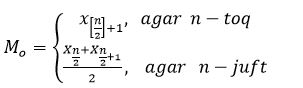 M_o = { x_{[n/2]+1}, agar n − toq
(X_{n/2} + X_{n/2+1})/2, agar n − juft